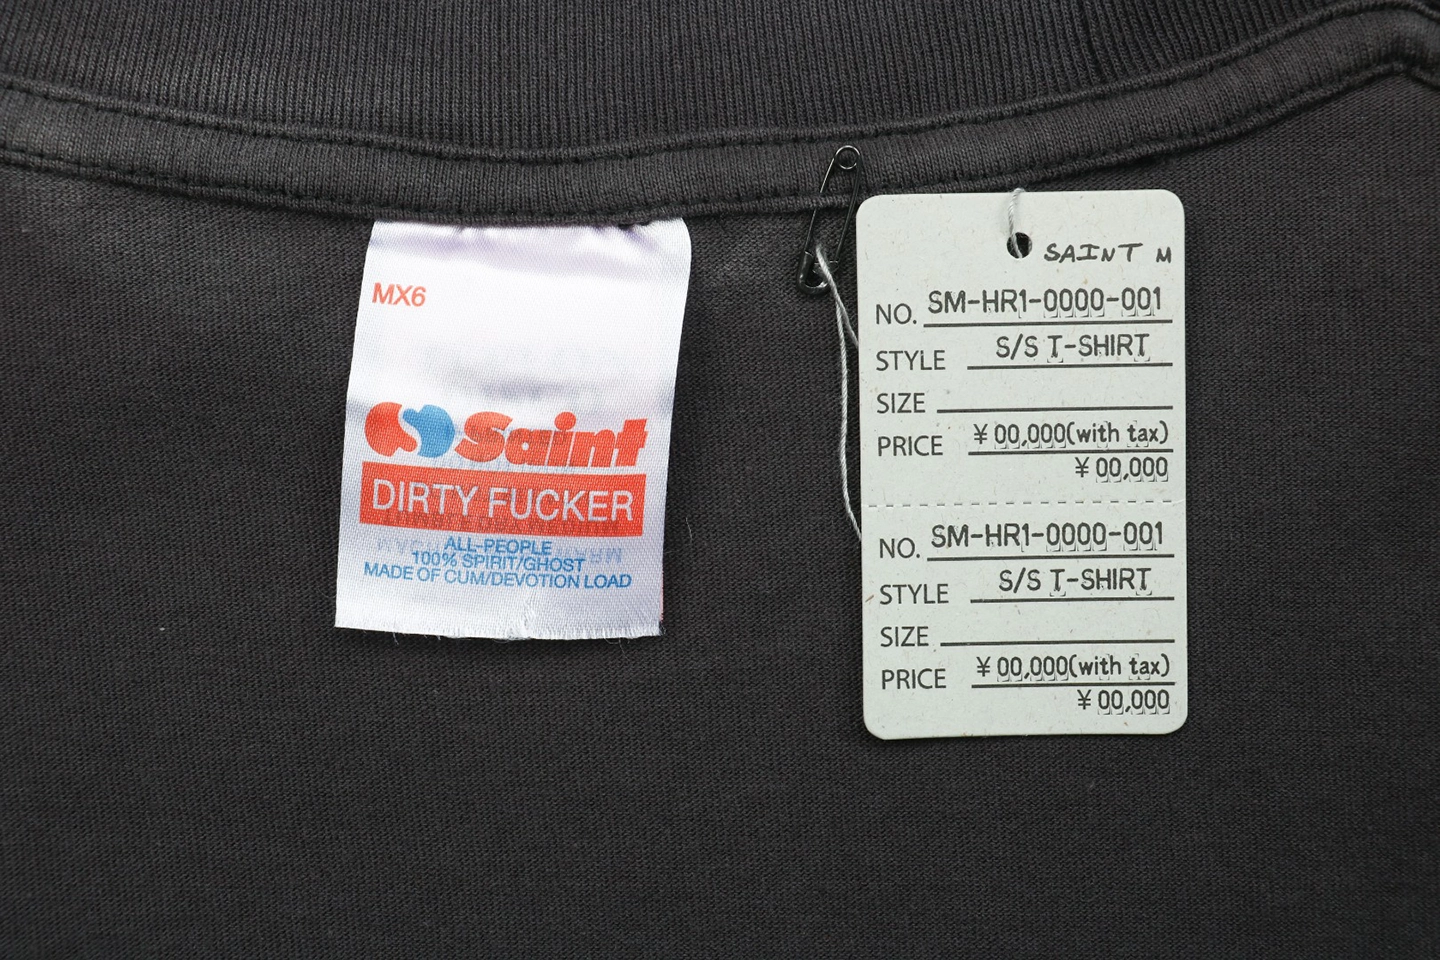 MX6
Saint
DIRTY FUCKER
ALL-PEOPLE
100% SPIRIT/GHOST
MADE OF CUM/DEVOTION LOAD
SAINT M
NO. SM-HR1-0000-001
STYLE S/S T-SHIRT
SIZE
PRICE ¥00,000(with tax)
¥00,000
NO. SM-HR1-0000-001
STYLE S/S T-SHIRT
SIZE
PRICE ¥00,000(with tax)
¥00,000